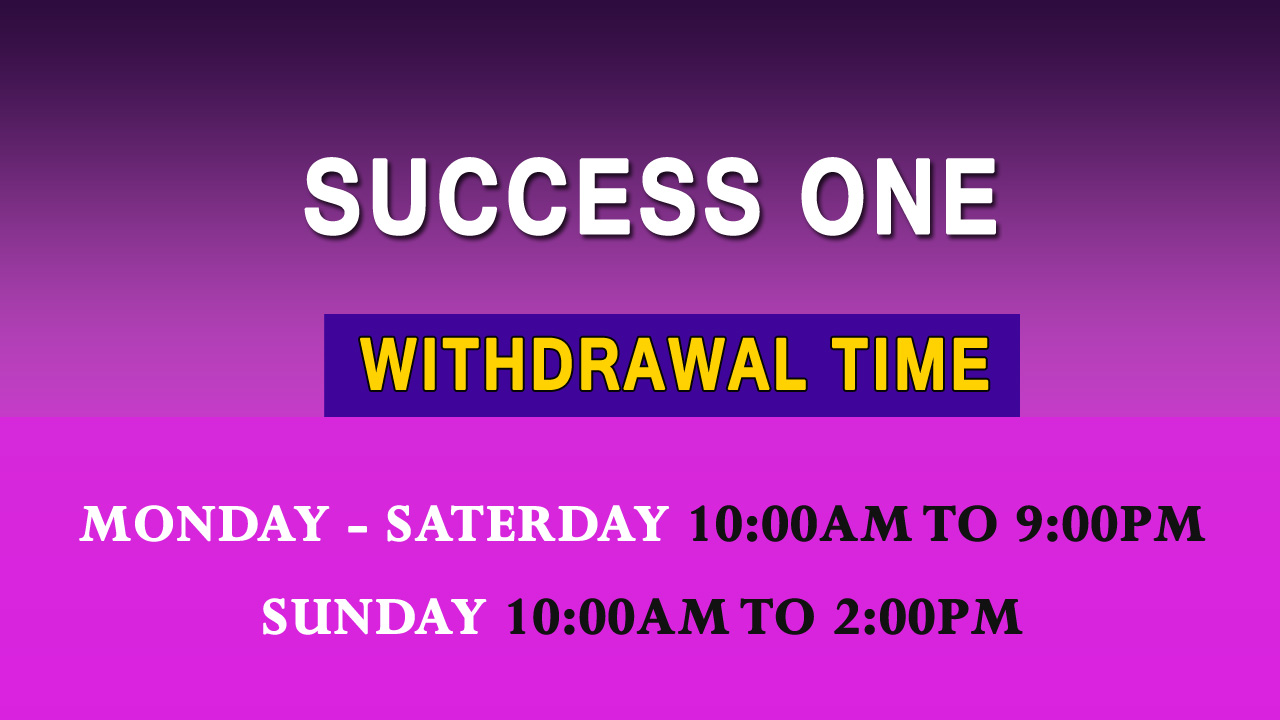 SUCCESS ONE
WITHDRAWAL TIME
MONDAY - SATERDAY 10:00AM TO 9:00PM
SUNDAY 10:00AM TO 2:00PM